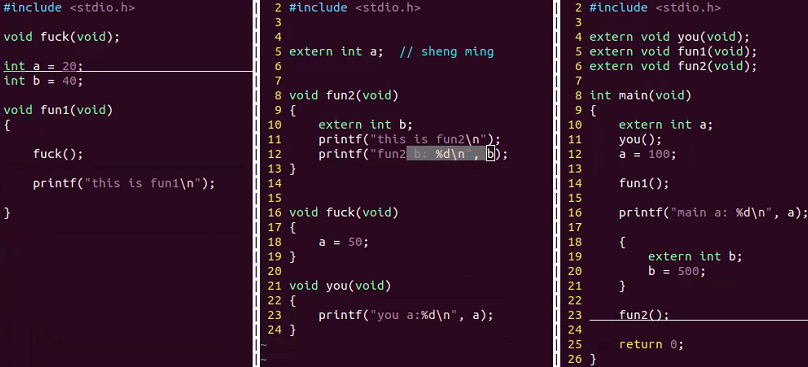 #include <stdio.h>
void fuck(void);
int a = 20;
int b = 40;
void fun1(void)
{
    fuck();
    printf("this is fun1\n");
}
2 #include <stdio.h>
3
4
5 extern int a;  // sheng ming
6
7
8 void fun2(void)
9 {
10     extern int b;
11     printf("this is fun2\n");
12     printf("fun2 b: %d\n", b);
13 }
14
15
16 void fuck(void)
17 {
18     a = 50;
19 }
20
21 void you(void)
22 {
23     printf("you a:%d\n", a);
24 }
~
~
2 #include <stdio.h>
3
4 extern void you(void);
5 extern void fun1(void);
6 extern void fun2(void);
7
8 int main(void)
9 {
10     extern int a;
11     you();
12     a = 100;
13
14     fun1();
15
16     printf("main a: %d\n", a);
17
18     {
19         extern int b;
20         b = 500;
21     }
22
23     fun2();
24
25     return 0;
26 }